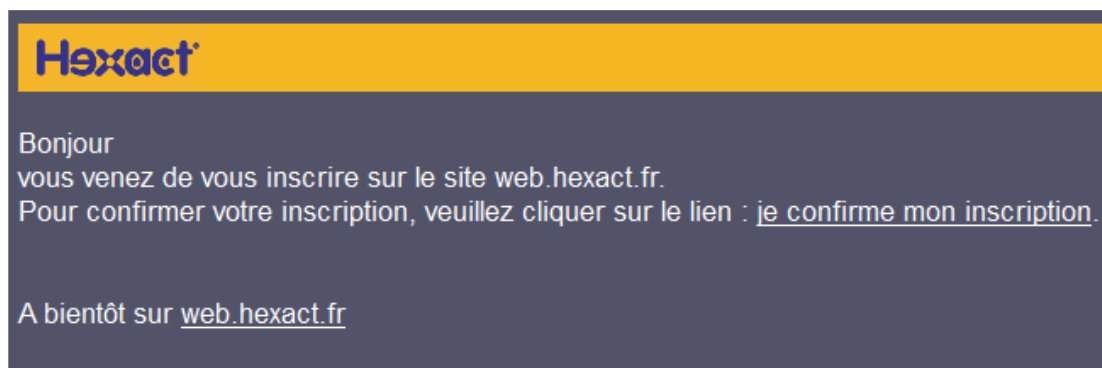 Hexact
Bonjour
vous venez de vous inscrire sur le site web.hexact.fr.
Pour confirmer votre inscription, veuillez cliquer sur le lien : je confirme mon inscription.
A bientôt sur web.hexact.fr